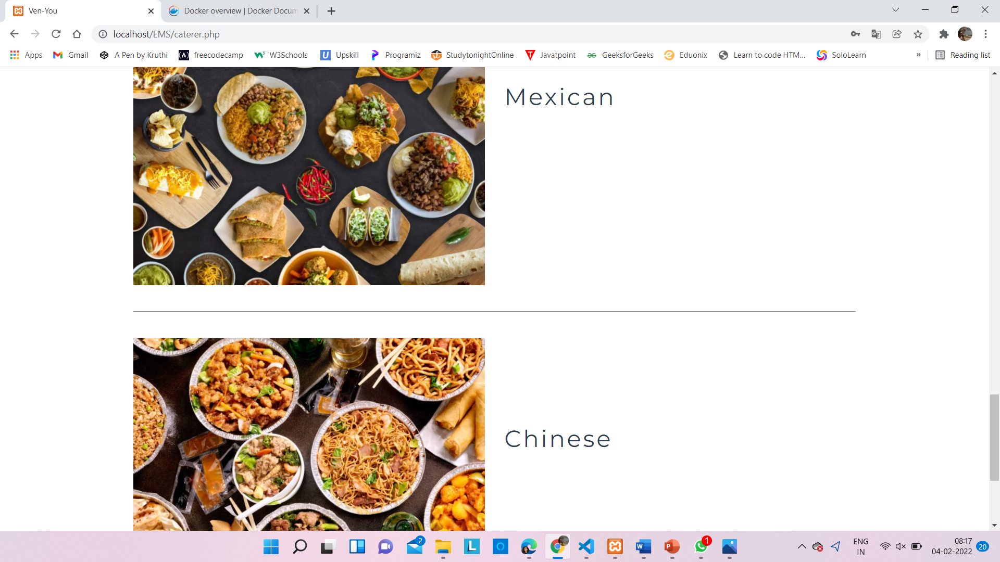 Ven-You
Docker overview | Docker Docum
localhost/EMS/caterer.php
Apps
Gmail
A Pen by Kruthi
(A)
freecodecamp
W3Schools
U
Upskill
Programiz
StudytonightOnline
Javatpoint
GeeksforGeeks
Eduonix
Learn to code HTM...
SoloLearn
»
Reading list
Mexican
Chinese
2
L
W
P
1
ENG
IN
08:17
04-02-2022
20